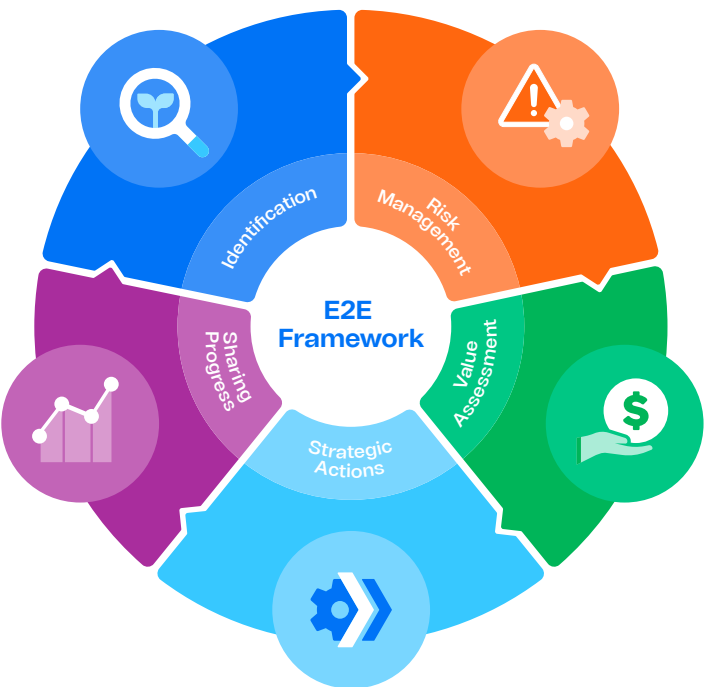 Identification
Risk
Management
E2E
Framework
Sharing
Progress
Value
Assessment
Strategic
Actions
$